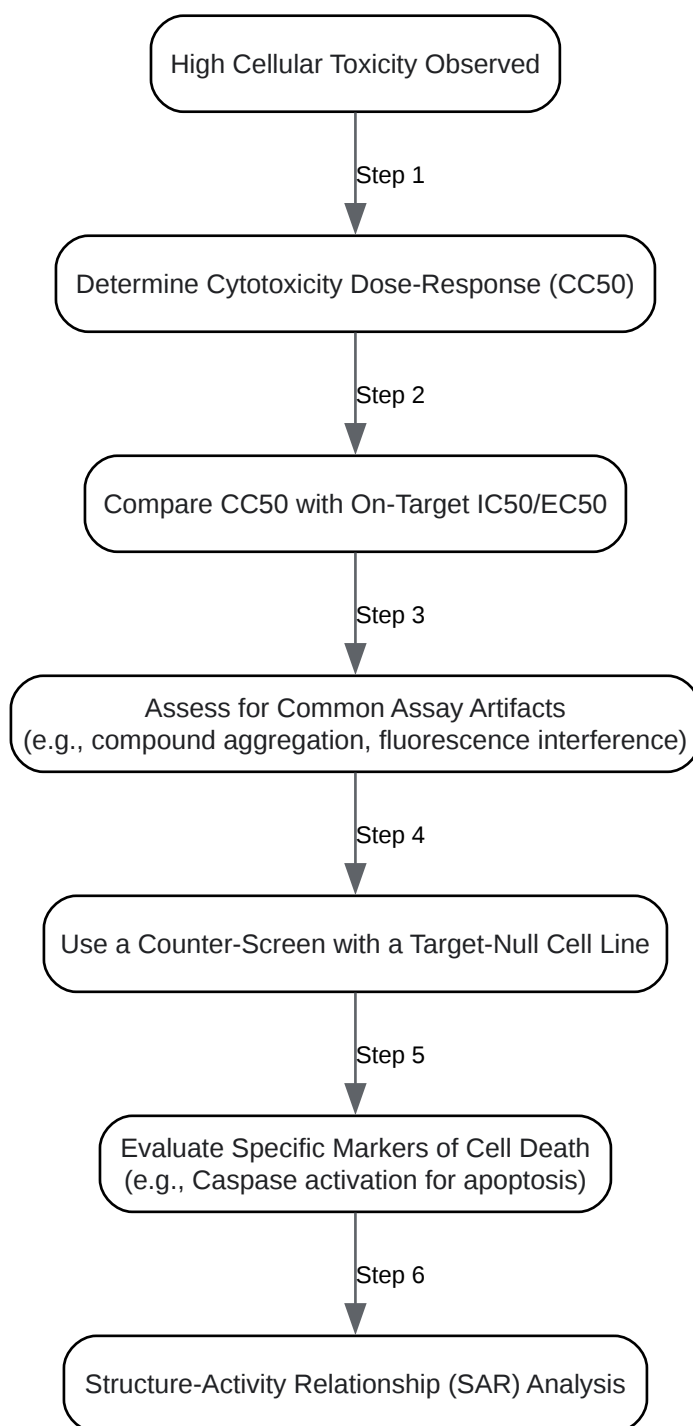 High Cellular Toxicity Observed
Step 1
Determine Cytotoxicity Dose-Response (CC50)
Step 2
Compare CC50 with On-Target IC50/EC50
Step 3
Assess for Common Assay Artifacts
(e.g., compound aggregation, fluorescence interference)
Step 4
Use a Counter-Screen with a Target-Null Cell Line
Step 5
Evaluate Specific Markers of Cell Death
(e.g., Caspase activation for apoptosis)
Step 6
Structure-Activity Relationship (SAR) Analysis